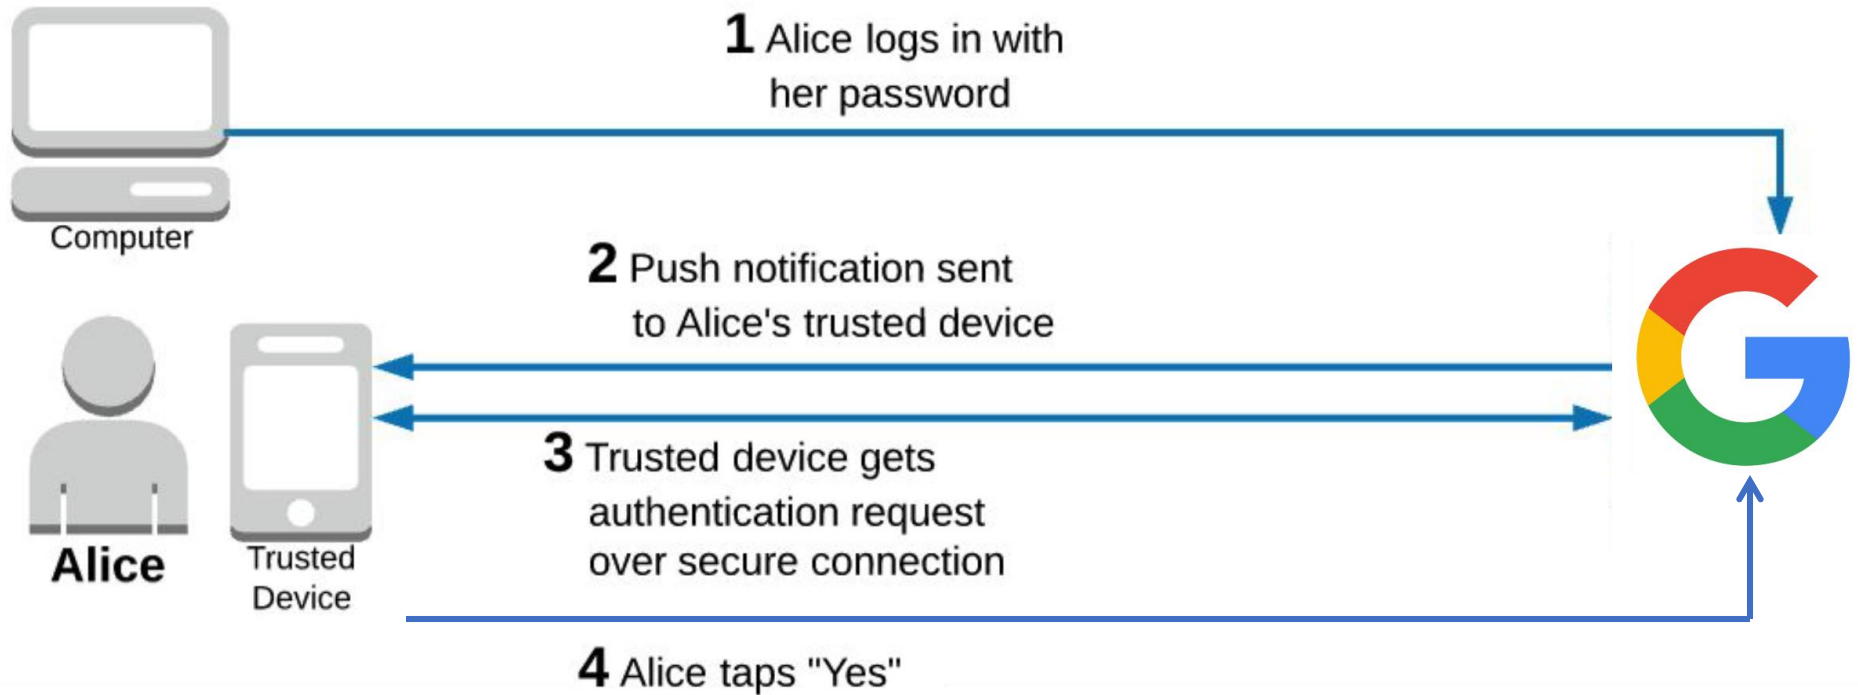 1 Alice logs in with
her password
Computer
2 Push notification sent
to Alice's trusted device
3 Trusted device gets
authentication request
over secure connection
Alice
Trusted
Device
4 Alice taps "Yes"